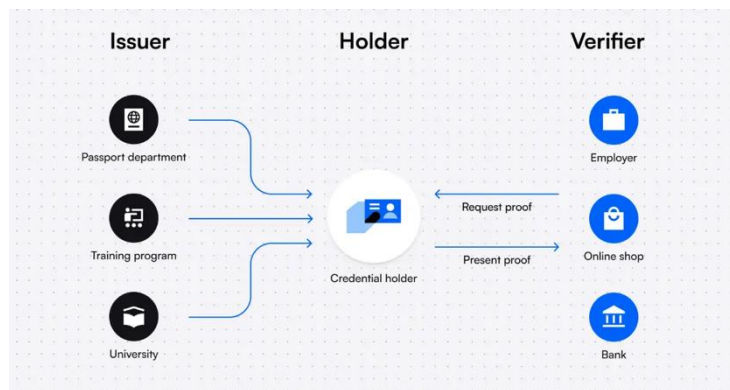 Issuer
Holder
Verifier
Passport department
Employer
Request proof
Training program
Online shop
Present proof
Credential holder
University
Bank